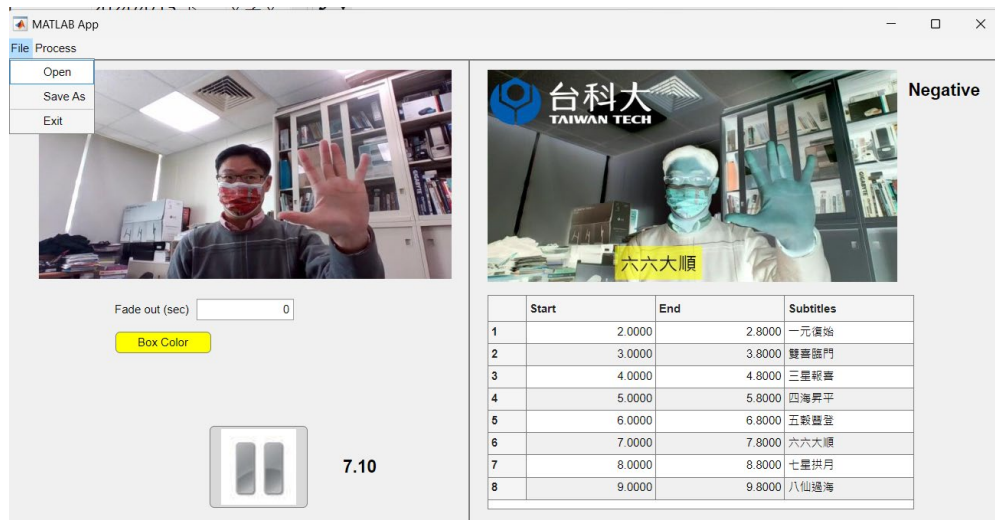 MATLAB App
File Process
Open
Save As
Exit
台科大
TAIWAN TECH
Negative
六六大順
Fade out (sec) 0
Box Color
7.10
Start End Subtitles
1 2.0000 2.8000 一元復始
2 3.0000 3.8000 雙喜臨門
3 4.0000 4.8000 三星報喜
4 5.0000 5.8000 四海昇平
5 6.0000 6.8000 五穀豐登
6 7.0000 7.8000 六六大順
7 8.0000 8.8000 七星拱月
8 9.0000 9.8000 八仙過海